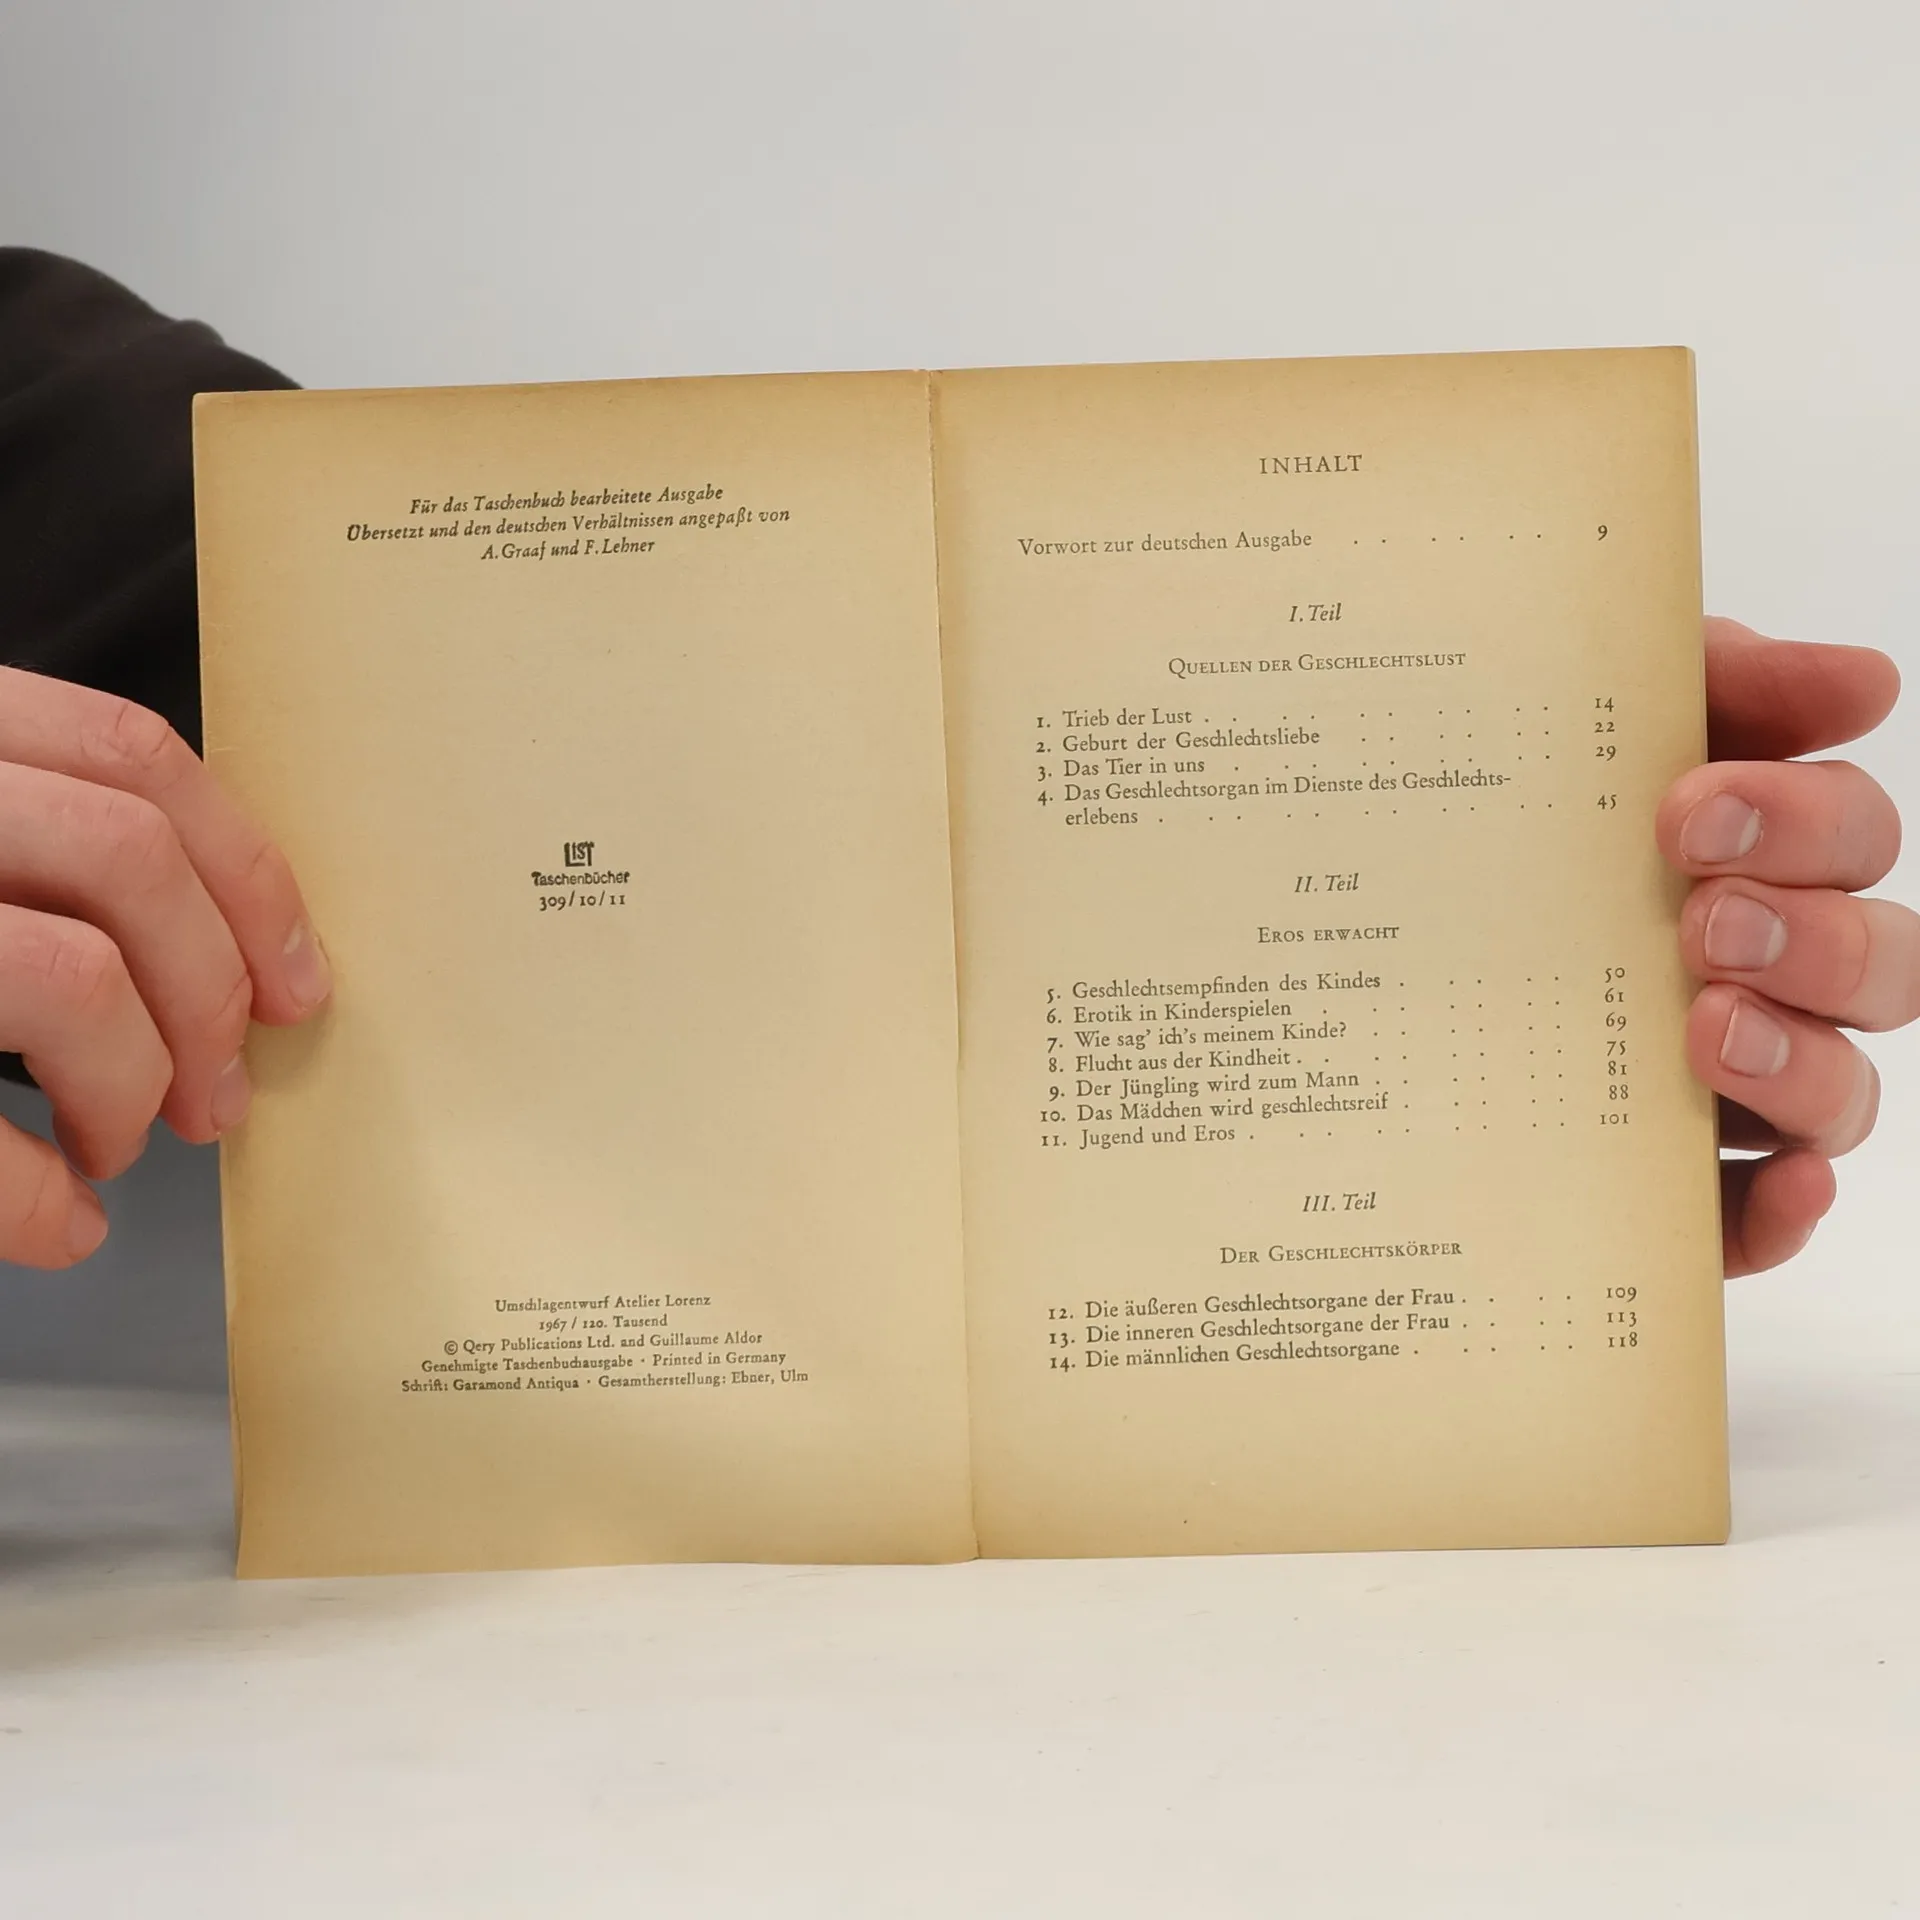 Für das Taschenbuch bearbeitete Ausgabe
Übersetzt und den deutschen Verhältnissen angepaßt von
A. Graaf und F. Lehner
LIST
Taschenbücher
309/10/11
Umschlagentwurf Atelier Lorenz
1967 / 120. Tausend
© Qery Publications Ltd. and Guillaume Aldor
Genehmigte Taschenbuchausgabe · Printed in Germany
Schrift: Garamond Antiqua · Gesamtherstellung: Ebner, Ulm
INHALT
Vorwort zur deutschen Ausgabe . . . . . . 9
I. Teil
QUELLEN DER GESCHLECHTSLUST
1. Trieb der Lust . . . . . . . . . . 14
2. Geburt der Geschlechtsliebe . . . . . . 22
3. Das Tier in uns . . . . . . . . . 29
4. Das Geschlechtsorgan im Dienste des Geschlechts-
erlebens . . . . . . . . . . . 45
II. Teil
EROS ERWACHT
5. Geschlechtsempfinden des Kindes . . . . . 50
6. Erotik in Kinderspielen . . . . . . . 61
7. Wie sag' ich's meinem Kinde? . . . . . . 69
8. Flucht aus der Kindheit . . . . . . . . 75
9. Der Jüngling wird zum Mann . . . . . . 81
10. Das Mädchen wird geschlechtsreif . . . . . 88
11. Jugend und Eros . . . . . . . . . 101
III. Teil
DER GESCHLECHTSKÖRPER
12. Die äußeren Geschlechtsorgane der Frau . . . . 109
13. Die inneren Geschlechtsorgane der Frau . . . . 113
14. Die männlichen Geschlechtsorgane . . . . . 118